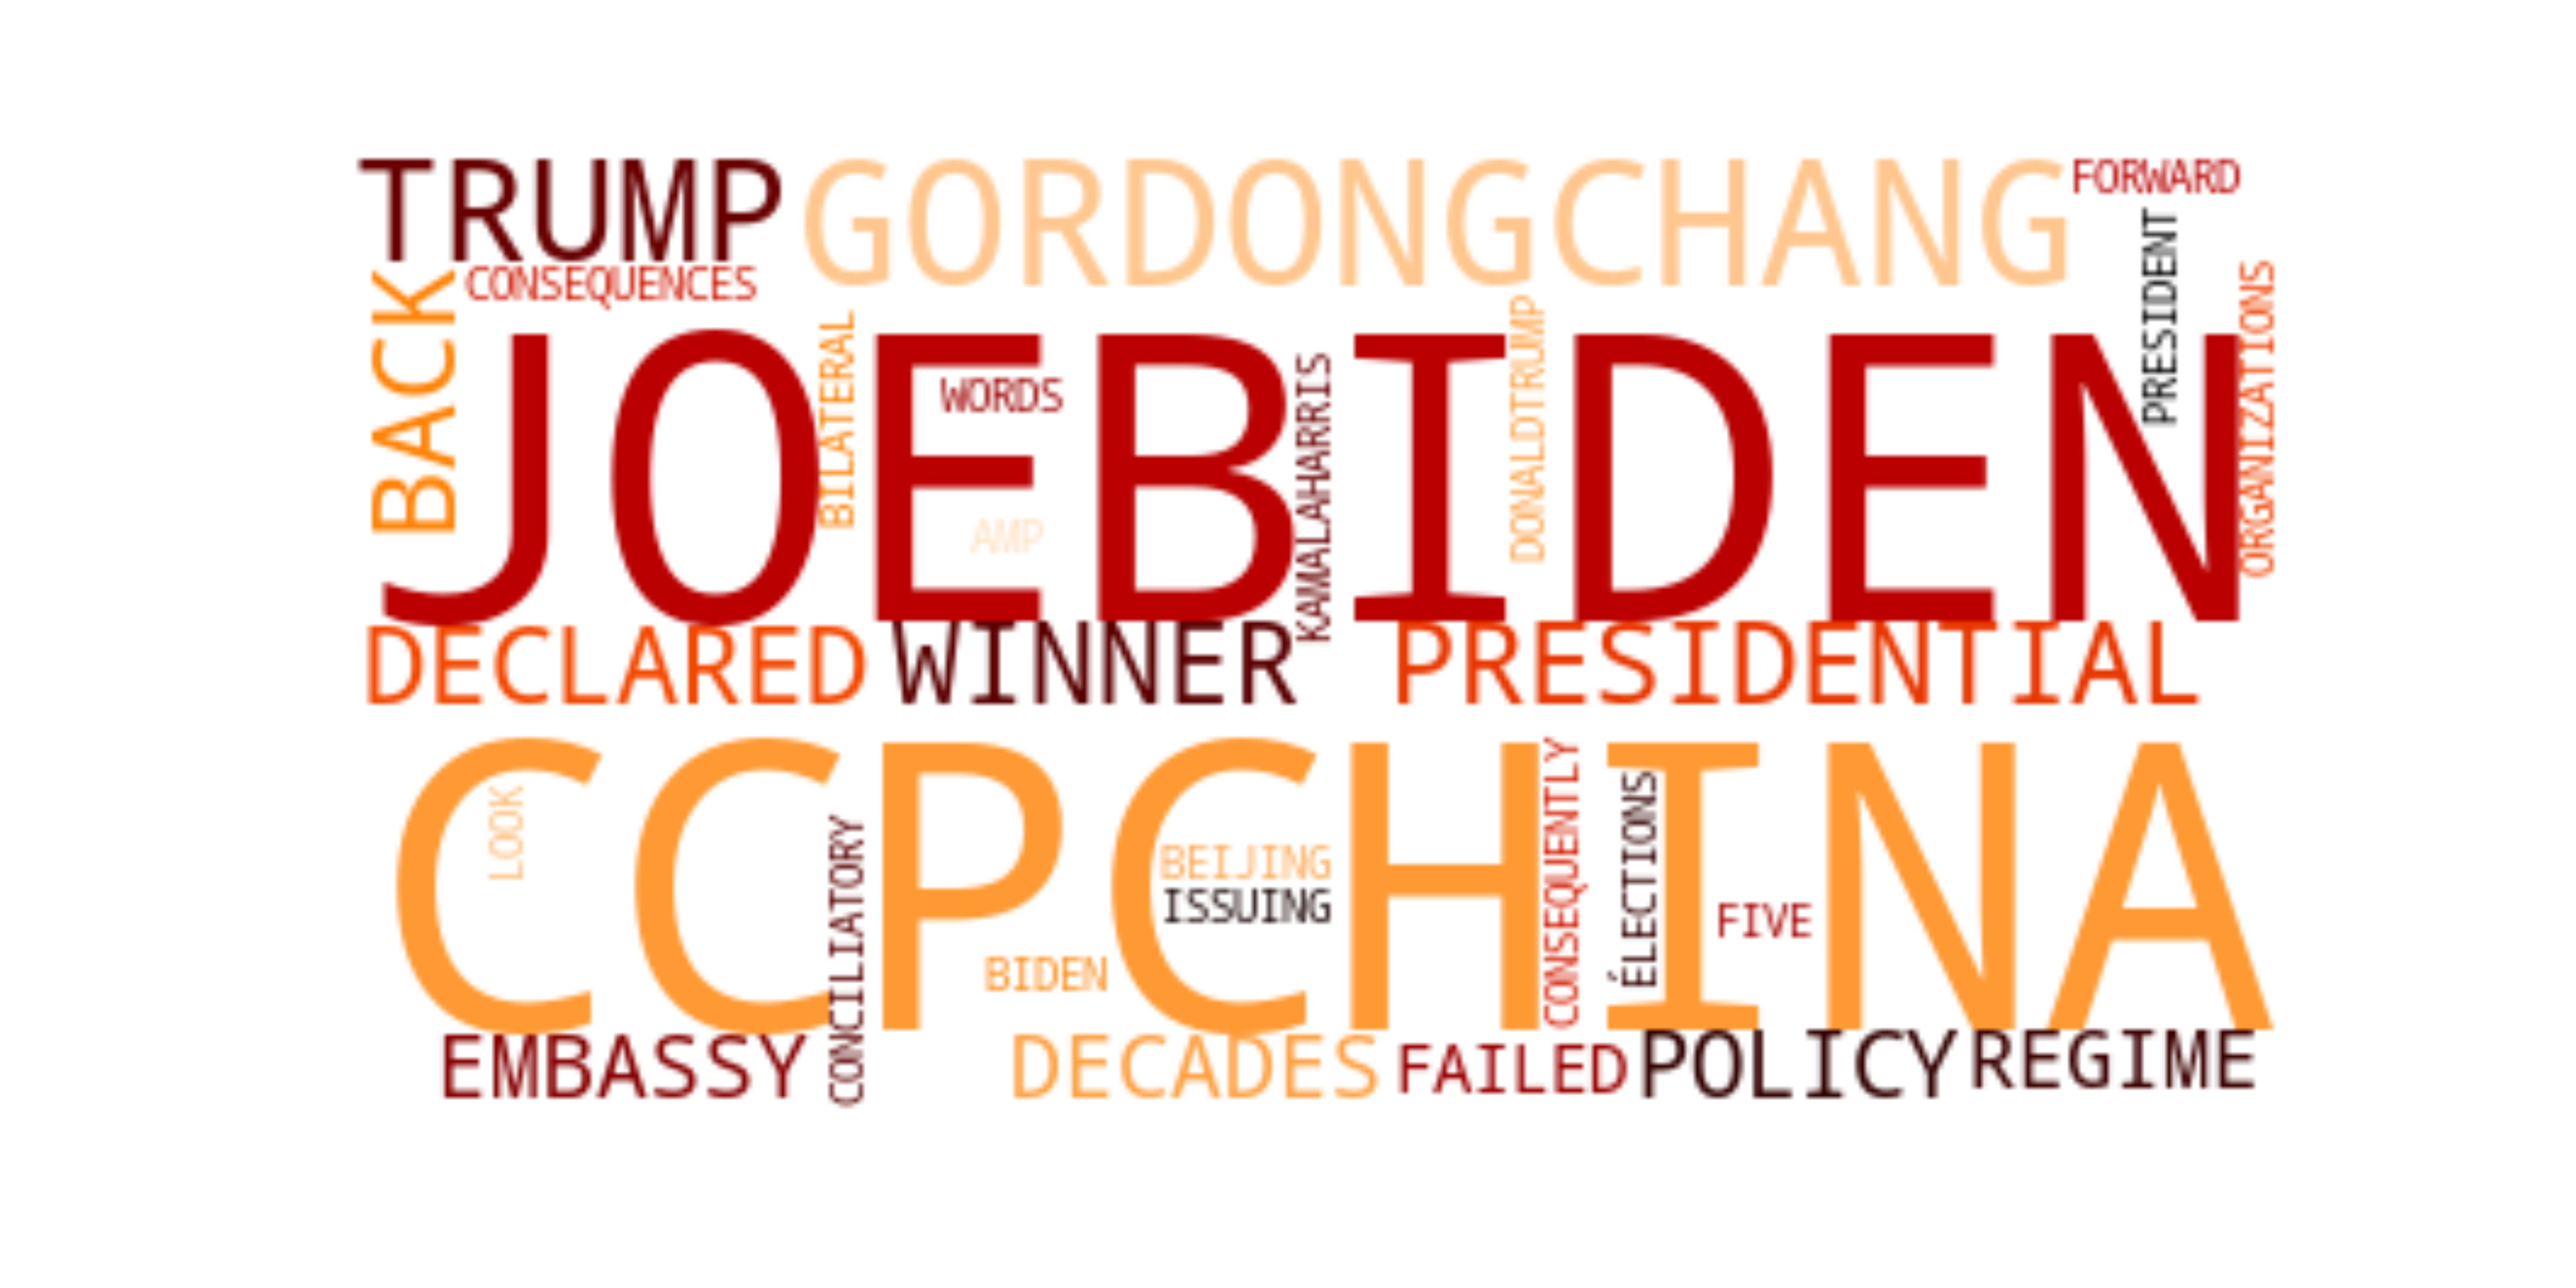 TRUMP
GORDONGCHANG
FORWARD
CONSEQUENCES
BACK
PRESIDENT
ORGANIZATIONS
JOEBIDEN
BILATERAL
WORDS
AMP
KAMALAHARRIS
DONALDTRUMP
DECLARED
WINNER
PRESIDENTIAL
CCPCHINA
LOOK
CONCILIATORY
BEIJING
ISSUING
BIDEN
CONSEQUENTLY
ÉLECTIONS
FIVE
EMBASSY
DECADES
FAILED
POLICY
REGIME